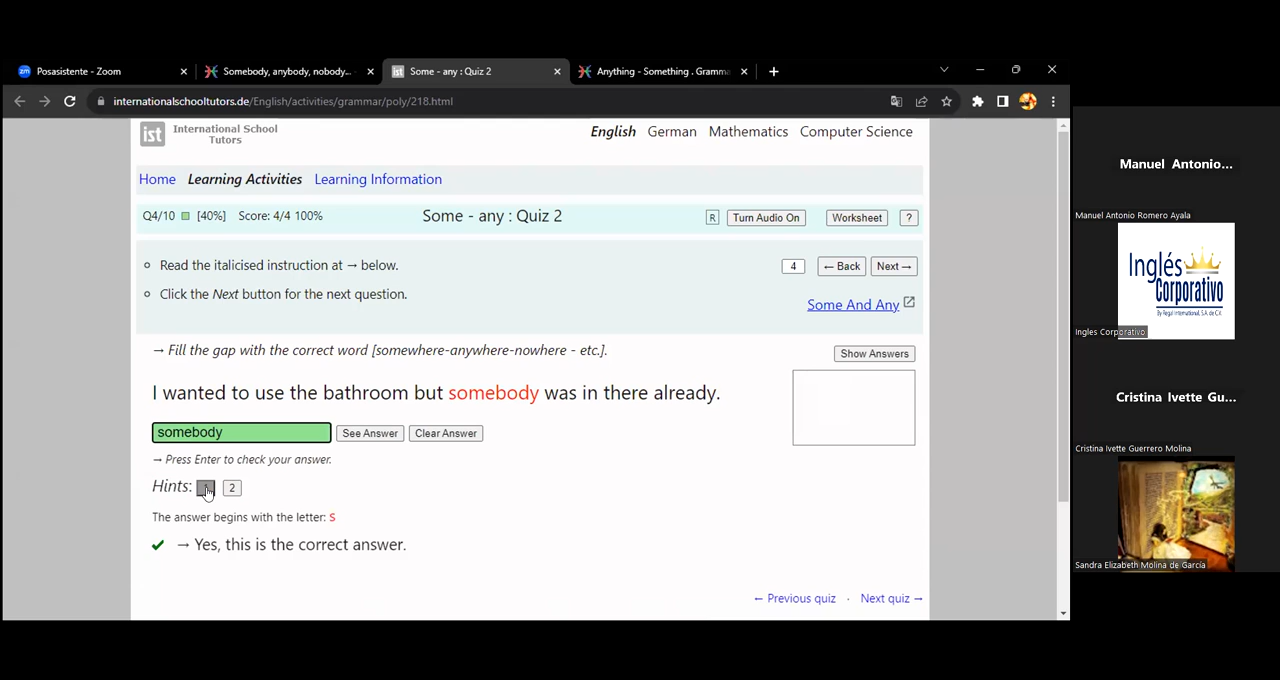 Posasistente - Zoom
Somebody, anybody, nobody...
Some - any : Quiz 2
Anything - Something . Gramma
internationalschooltutors.de/English/activities/grammar/poly/218.html
ist International School
Tutors
English German Mathematics Computer Science
Home Learning Activities Learning Information
Q4/10 [40%] Score: 4/4 100% Some - any : Quiz 2 R Turn Audio On Worksheet ?
Read the italicised instruction at → below. 4 ← Back Next →
Click the Next button for the next question.
Some And Any
→ Fill the gap with the correct word [somewhere-anywhere-nowhere - etc.]. Show Answers
I wanted to use the bathroom but somebody was in there already.
somebody See Answer Clear Answer
→ Press Enter to check your answer.
Hints: 2
The answer begins with the letter: S
→ Yes, this is the correct answer.
← Previous quiz · Next quiz →
Manuel Antonio...
Manuel Antonio Romero Ayala
Inglés
Corporativo
By Regal International, S.A. de C.V.
Ingles Corporativo
Cristina Ivette Gu...
Cristina Ivette Guerrero Molina
Sandra Elizabeth Molina de García